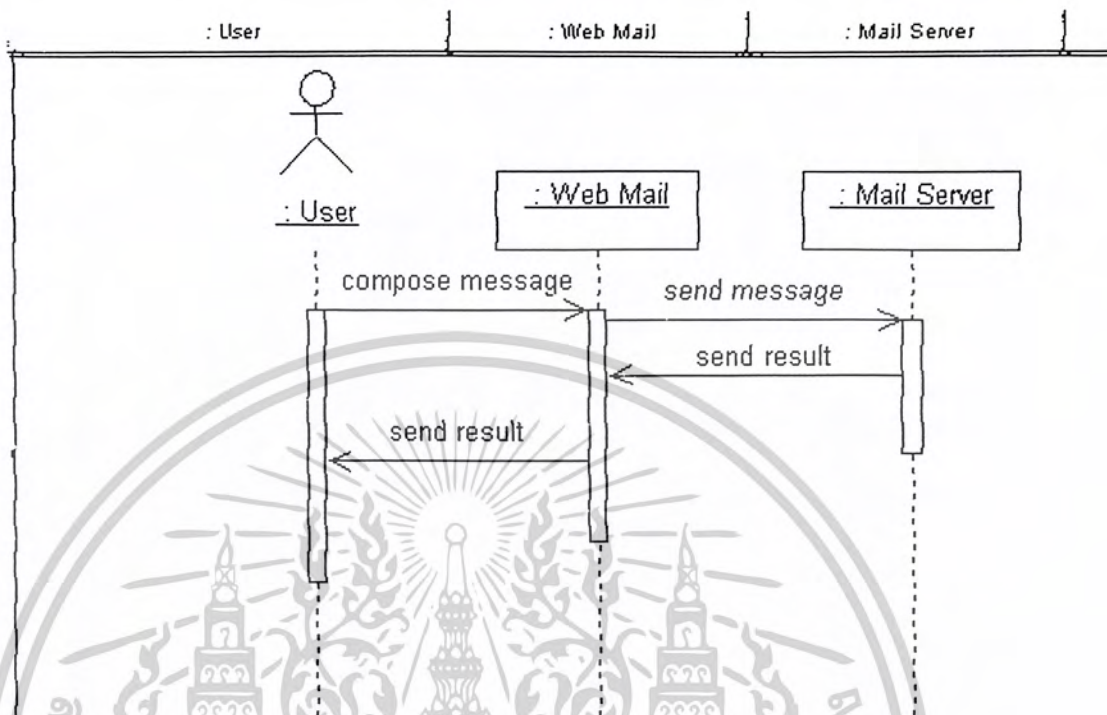 : User : Web Mail : Mail Server
: User
: Web Mail
: Mail Server
compose message
send message
send result
send result